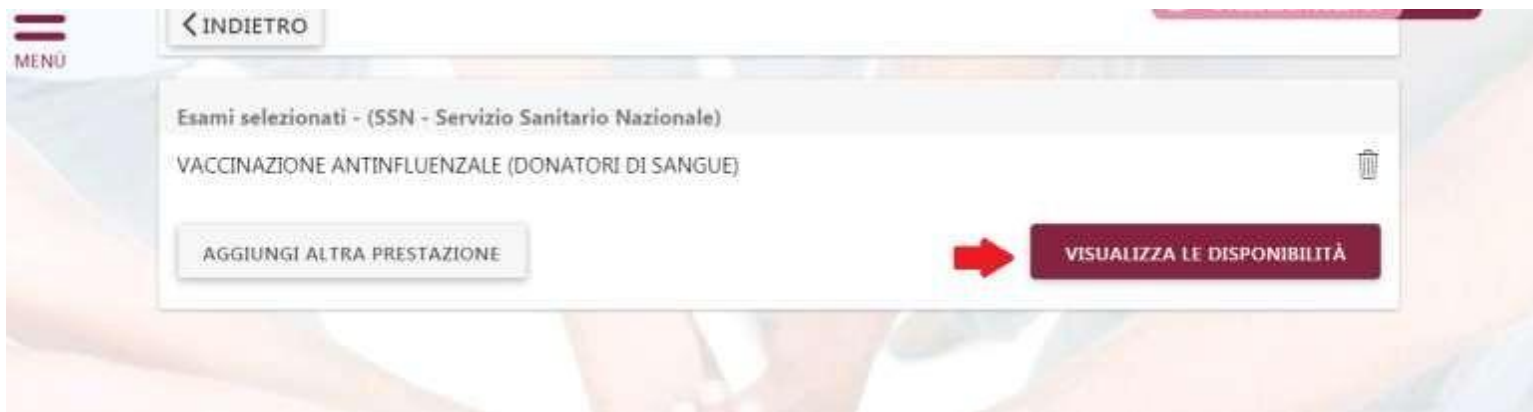 INDIETRO
MENÙ
Esami selezionati - (SSN - Servizio Sanitario Nazionale)
VACCINAZIONE ANTINFLUENZALE (DONATORI DI SANGUE)
AGGIUNGI ALTRA PRESTAZIONE
VISUALIZZA LE DISPONIBILITÀ